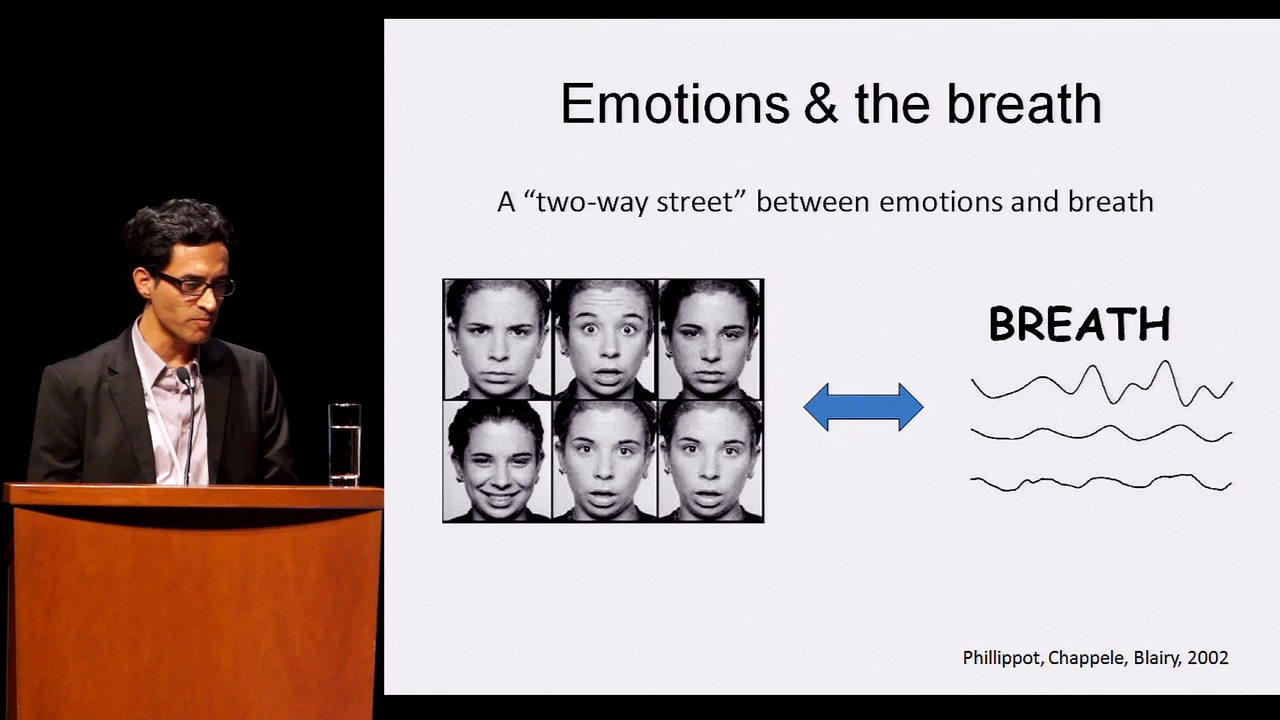 Emotions & the breath
A “two-way street” between emotions and breath
BREATH
Phillippot, Chappele, Blairy, 2002